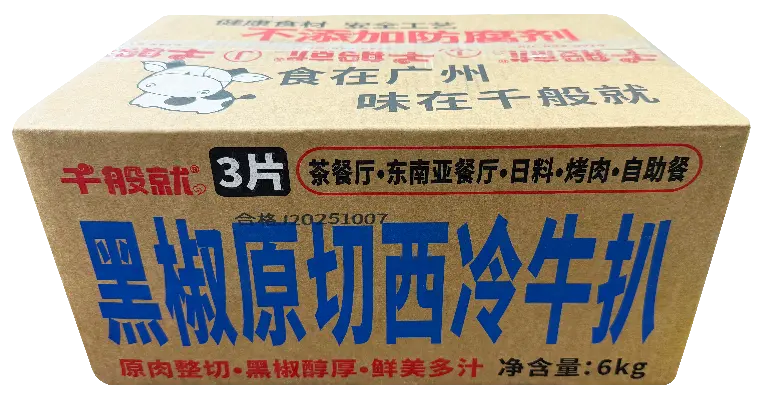 健康食材 安全工艺
不添加防腐剂
食在广州
味在千般就
千般就 3片 茶餐厅·东南亚餐厅·日料·烤肉·自助餐
合格 J20251007
黑椒原切西冷牛扒
原肉整切·黑椒醇厚·鲜美多汁 净含量:6kg